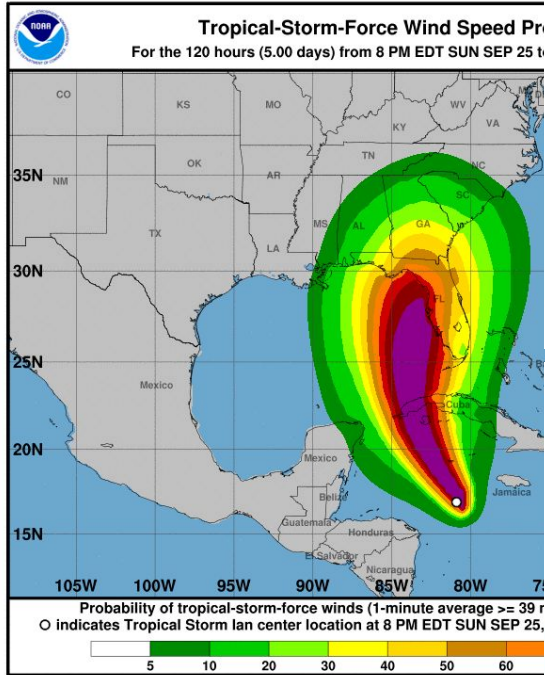 NOAA
Tropical-Storm-Force Wind Speed Pro
For the 120 hours (5.00 days) from 8 PM EDT SUN SEP 25 to
CO
KS
MO
WV
KY
VA
35N
NM
OK
AR
TN
NC
SC
TX
MS
AL
GA
LA
30N
FL
25N
Mexico
Cuba
20N
Mexico
Jamaica
Belize
15N
Guatemala
Honduras
El Salvador
Nicaragua
105W 100W 95W 90W 85W 80W 75
Probability of tropical-storm-force winds (1-minute average >= 39 m
indicates Tropical Storm Ian center location at 8 PM EDT SUN SEP 25,
5 10 20 30 40 50 60